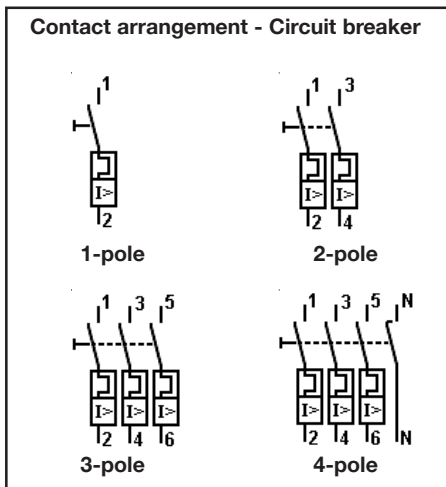 Contact arrangement - Circuit breaker
1
I>
2
1-pole
1 3
I> I>
2 4
2-pole
1 3 5
I> I> I>
2 4 6
3-pole
1 3 5 N
I> I> I>
2 4 6 N
4-pole